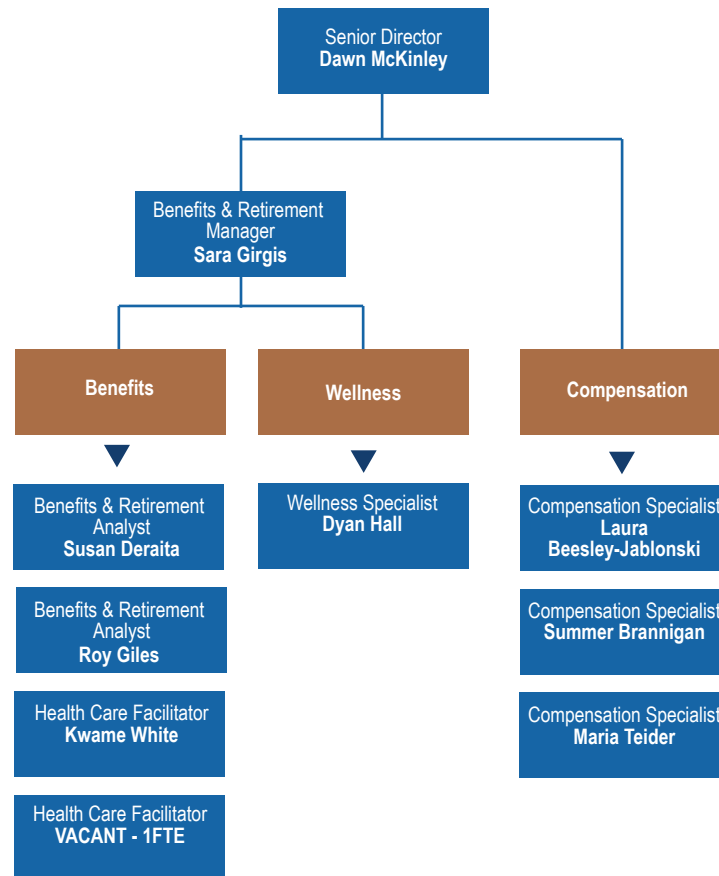 Senior Director
Dawn McKinley
Benefits & Retirement
Manager
Sara Girgis
Benefits
Wellness
Compensation
Benefits & Retirement
Analyst
Susan Deraita
Benefits & Retirement
Analyst
Roy Giles
Health Care Facilitator
Kwame White
Health Care Facilitator
VACANT - 1FTE
Wellness Specialist
Dyan Hall
Compensation Specialist
Laura
Beesley-Jablonski
Compensation Specialist
Summer Brannigan
Compensation Specialist
Maria Teider